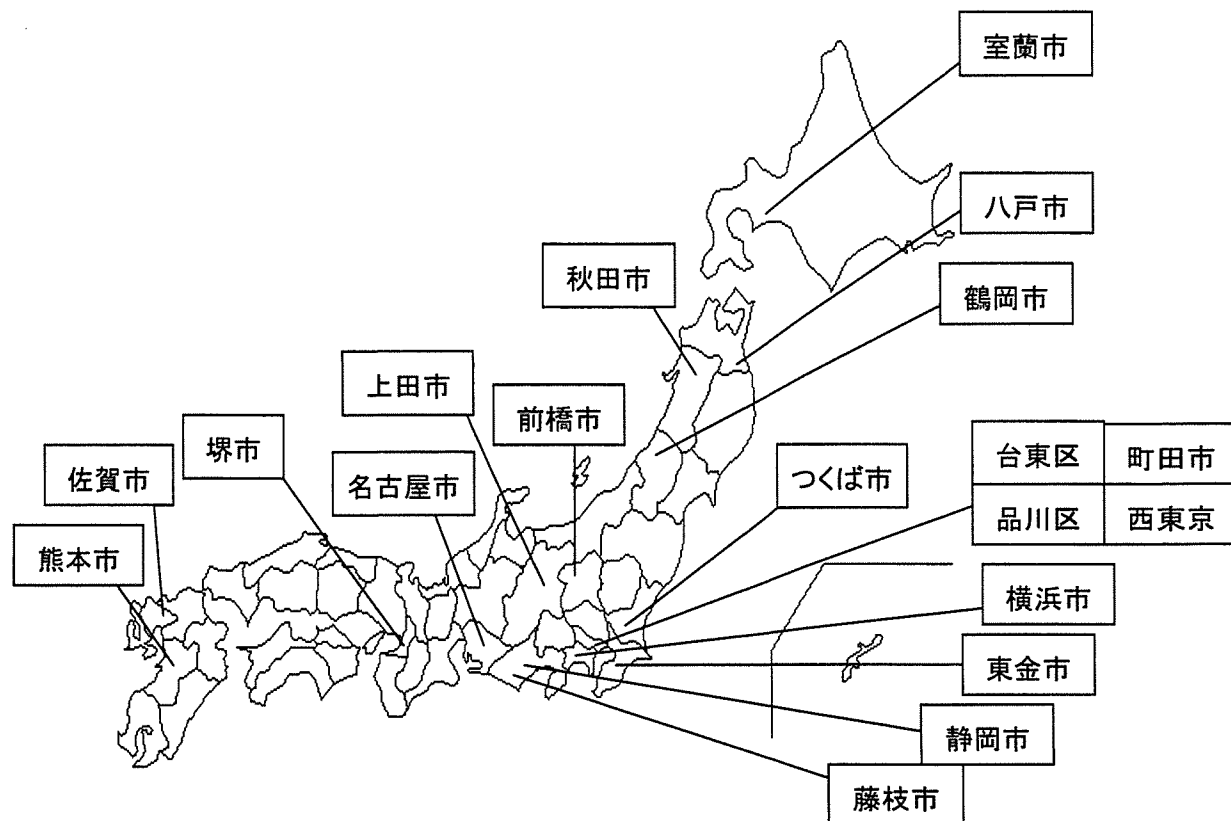 室蘭市
八戸市
秋田市
鶴岡市
上田市
前橋市
堺市
佐賀市
名古屋市
つくば市
台東区 町田市
品川区 西東京
熊本市
横浜市
東金市
静岡市
藤枝市